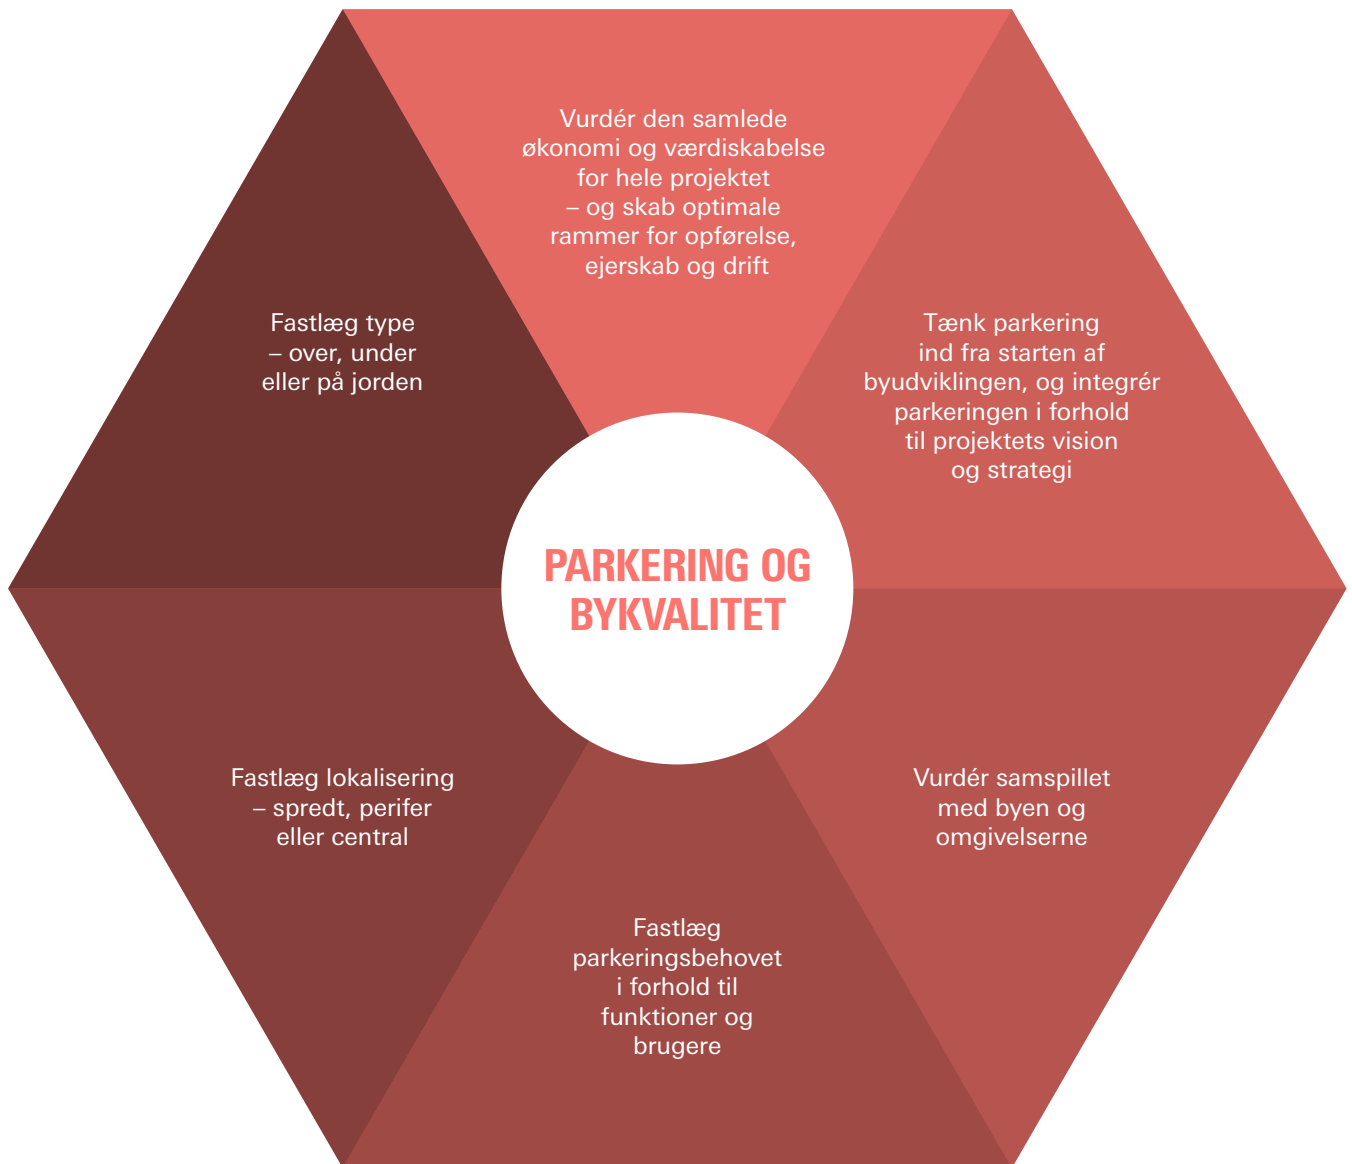 Vurdér den samlede
økonomi og værdiskabelse
for hele projektet
– og skab optimale
rammer for opførelse,
ejerskab og drift
Tænk parkering
ind fra starten af
byudviklingen, og integrér
parkeringen i forhold
til projektets vision
og strategi
Vurdér samspillet
med byen og
omgivelserne
Fastlæg
parkeringsbehovet
i forhold til
funktioner og
brugere
Fastlæg lokalisering
– spredt, perifer
eller central
Fastlæg type
– over, under
eller på jorden
PARKERING OG
BYKVALITET